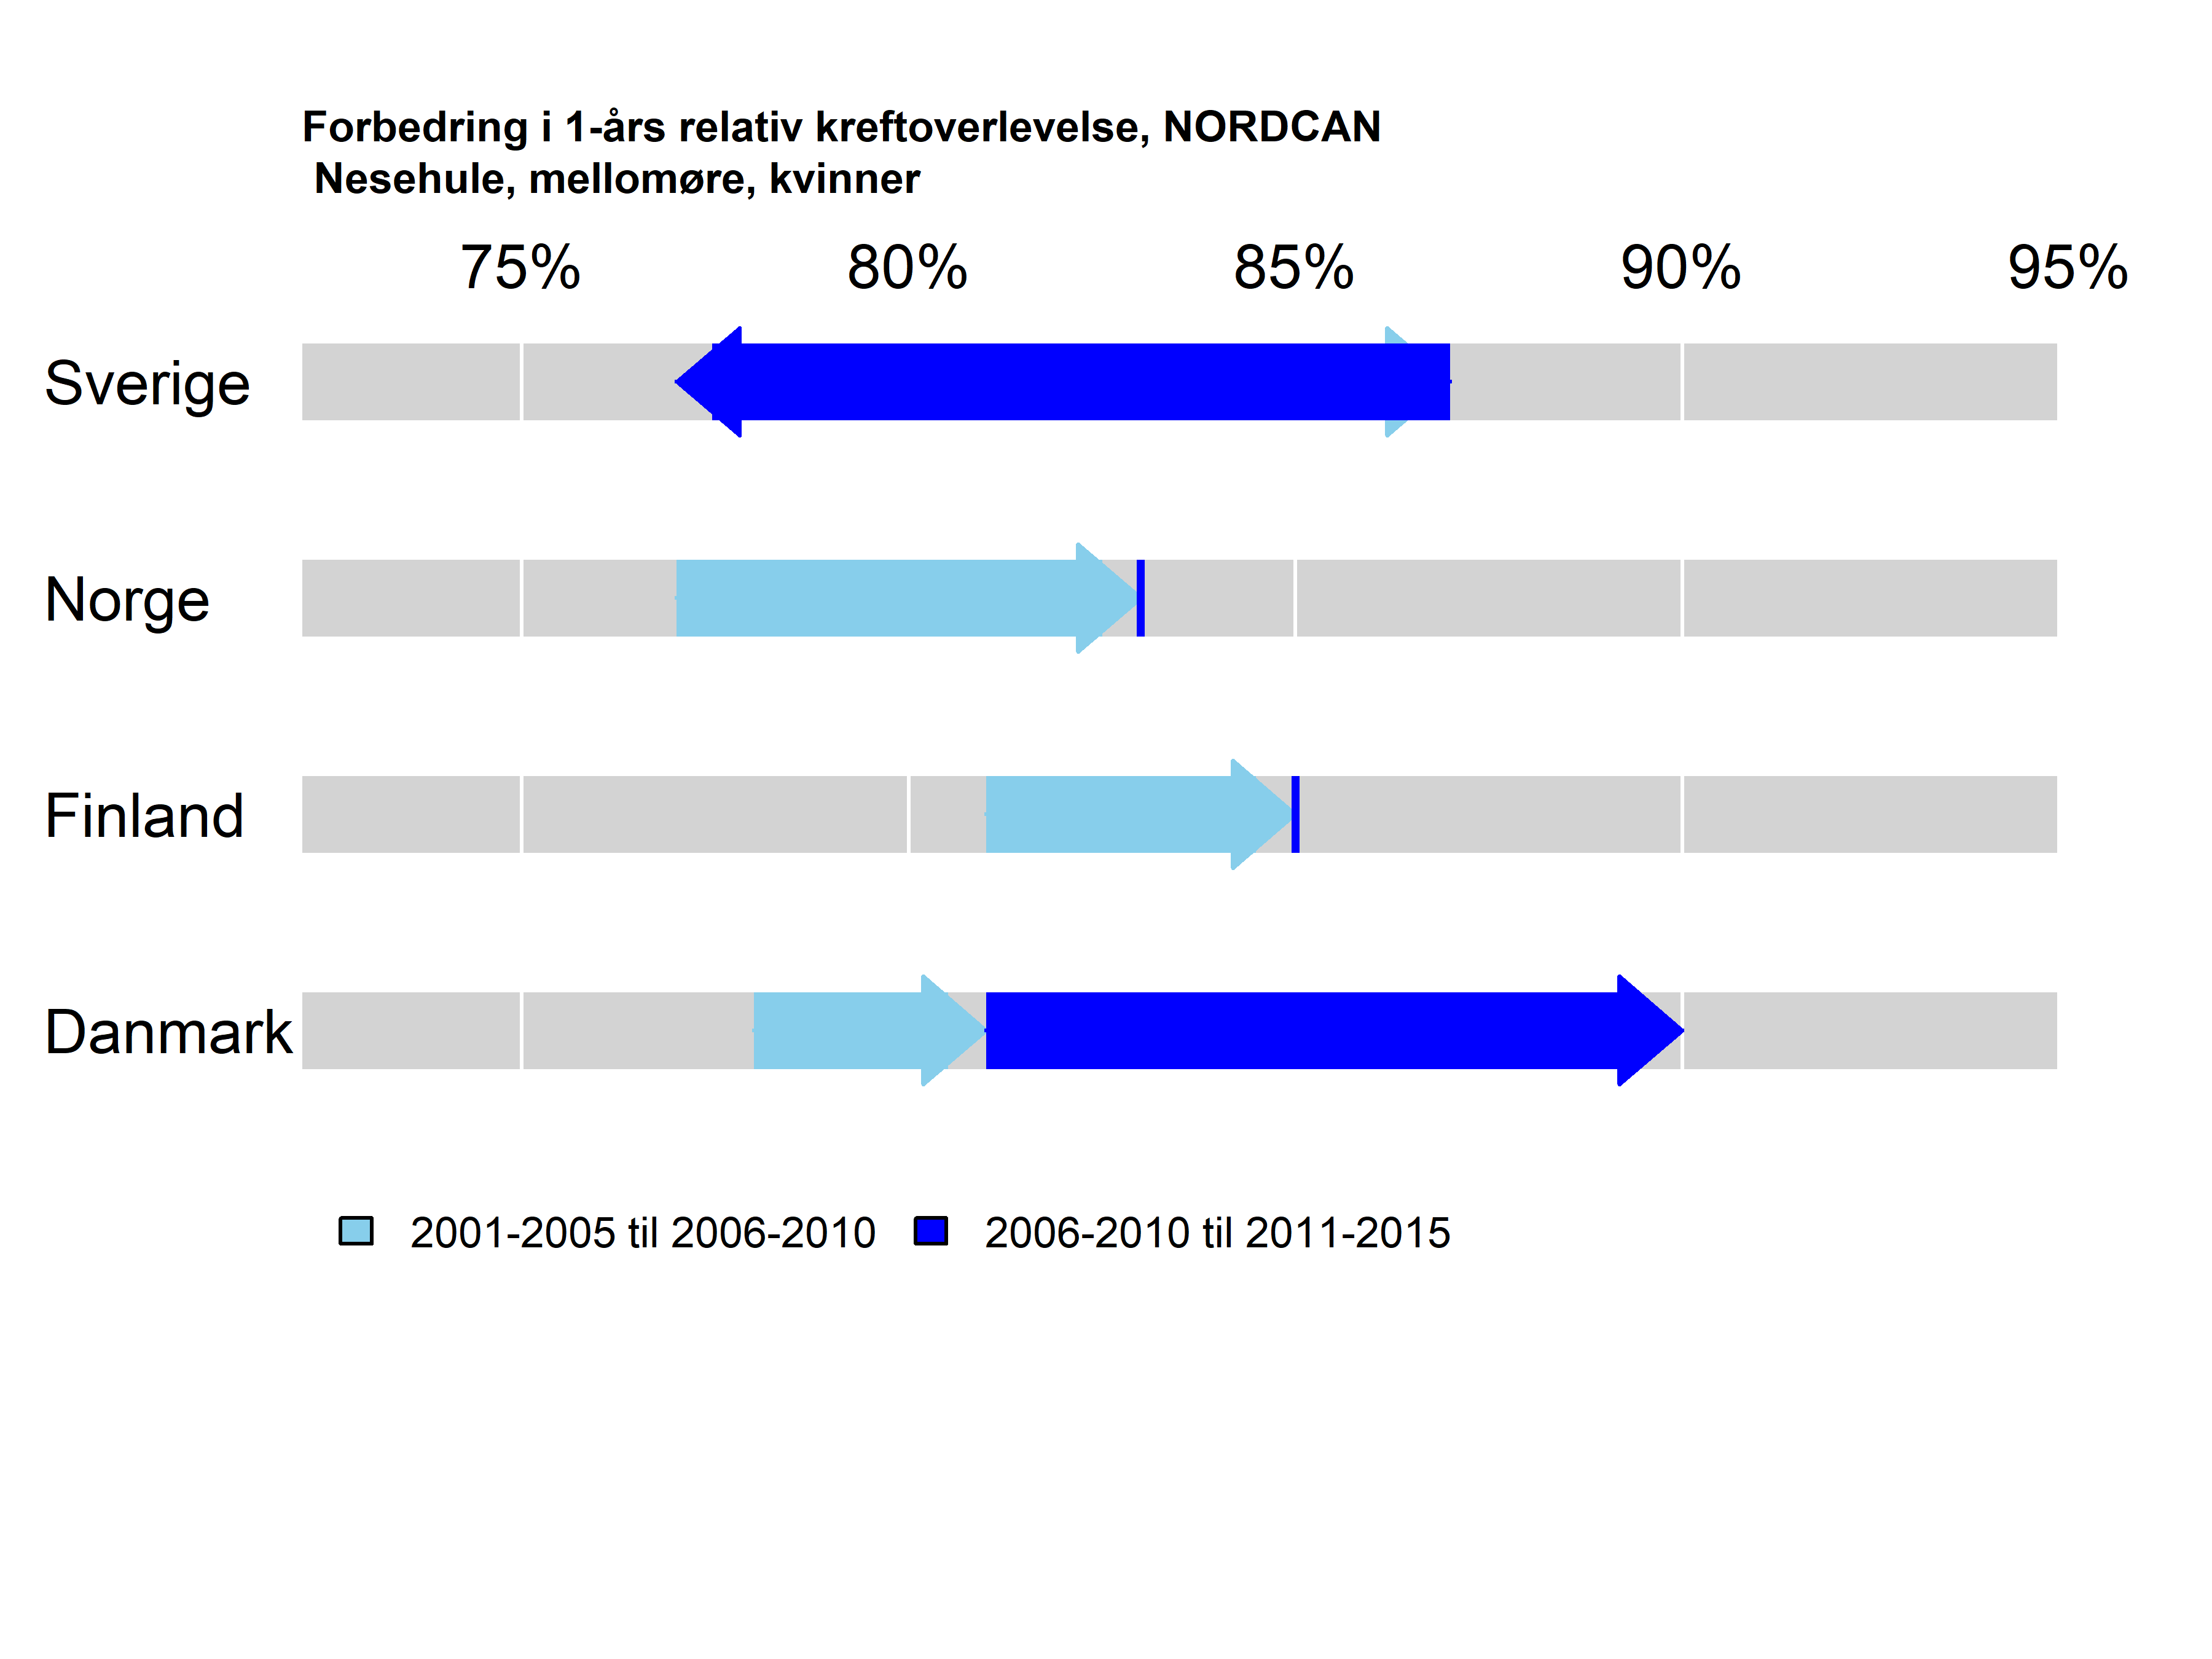 Forbedring i 1-års relativ kreftoverlevelse, NORDCAN
Nesehule, mellomøre, kvinner
75% 80% 85% 90% 95%
Sverige
Norge
Finland
Danmark
2001-2005 til 2006-2010 2006-2010 til 2011-2015